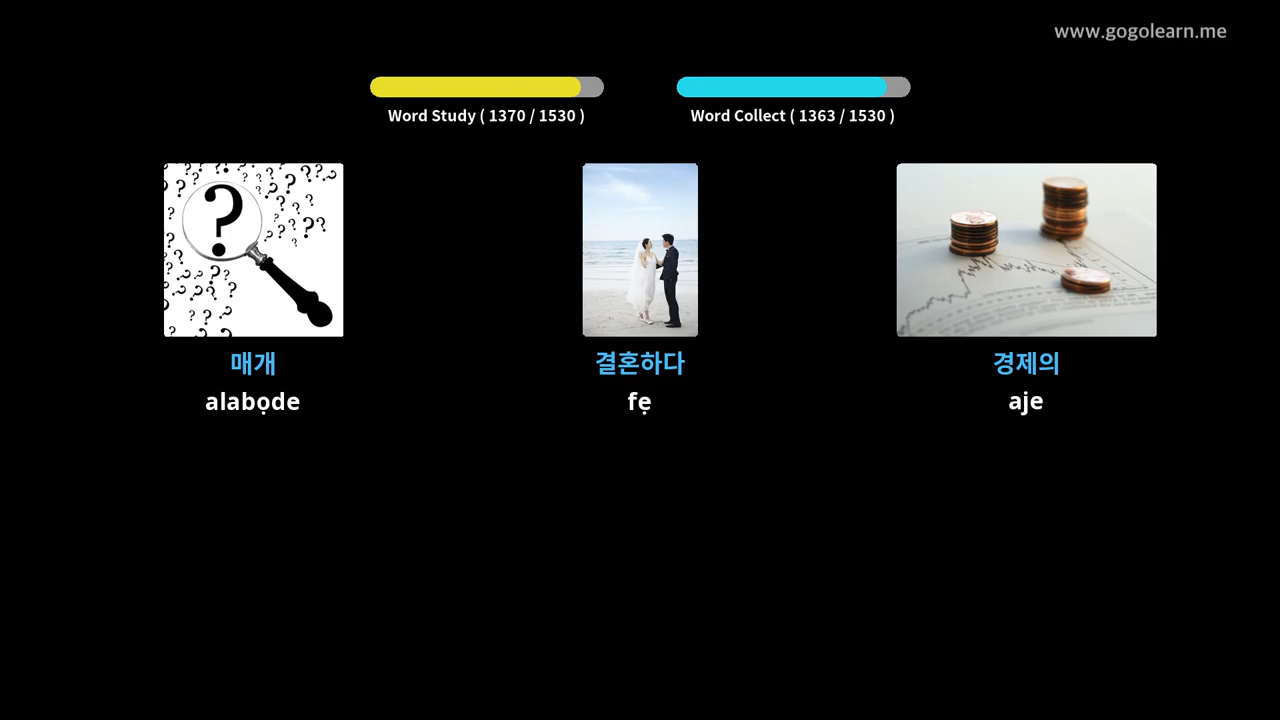 www.gogolearn.me
Word Study ( 1370 / 1530 )
Word Collect ( 1363 / 1530 )
매개
결혼하다
경제의
alabọde
fẹ
aje